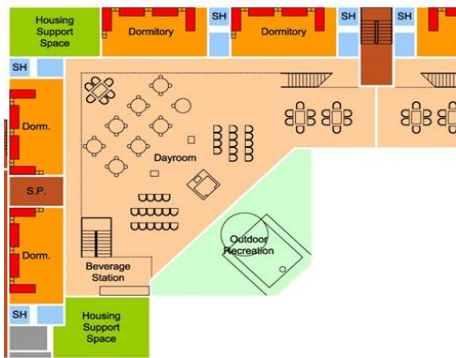 Housing
Support
Space
SH
Dormitory
SH
Dormitory
SH
SH
SH
Dorm.
Dayroom
S.P.
Dorm.
Outdoor
Recreation
Beverage
Station
SH
Housing
Support
Space